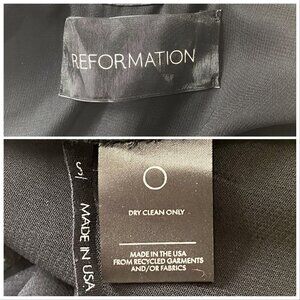 REFORMATION
S
MADE IN USA
DRY CLEAN ONLY
MADE IN THE USA
FROM RECYCLED GARMENTS
AND/OR FABRICS